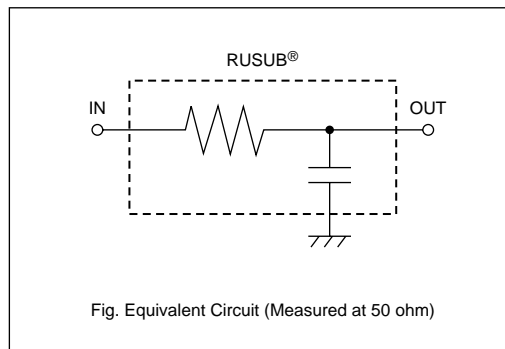 RUSUB®
IN
OUT
Fig. Equivalent Circuit (Measured at 50 ohm)